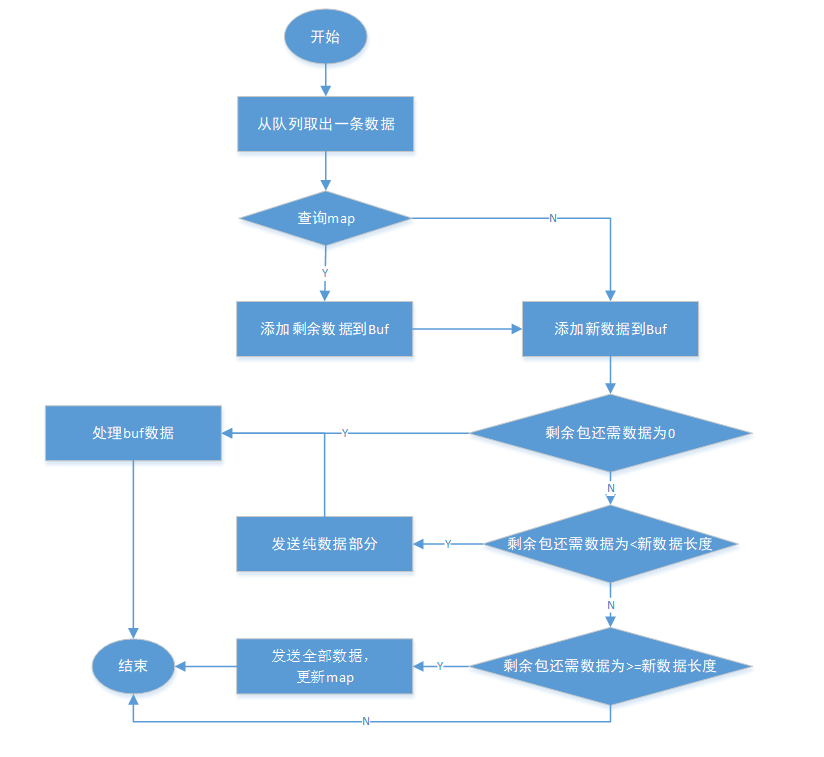 开始
从队列取出一条数据
查询map
N
Y
添加剩余数据到Buf
添加新数据到Buf
处理buf数据
Y
剩余包还需数据为0
N
发送纯数据部分
Y
剩余包还需数据为<新数据长度
N
结束
发送全部数据，
更新map
Y
剩余包还需数据为>=新数据长度
N